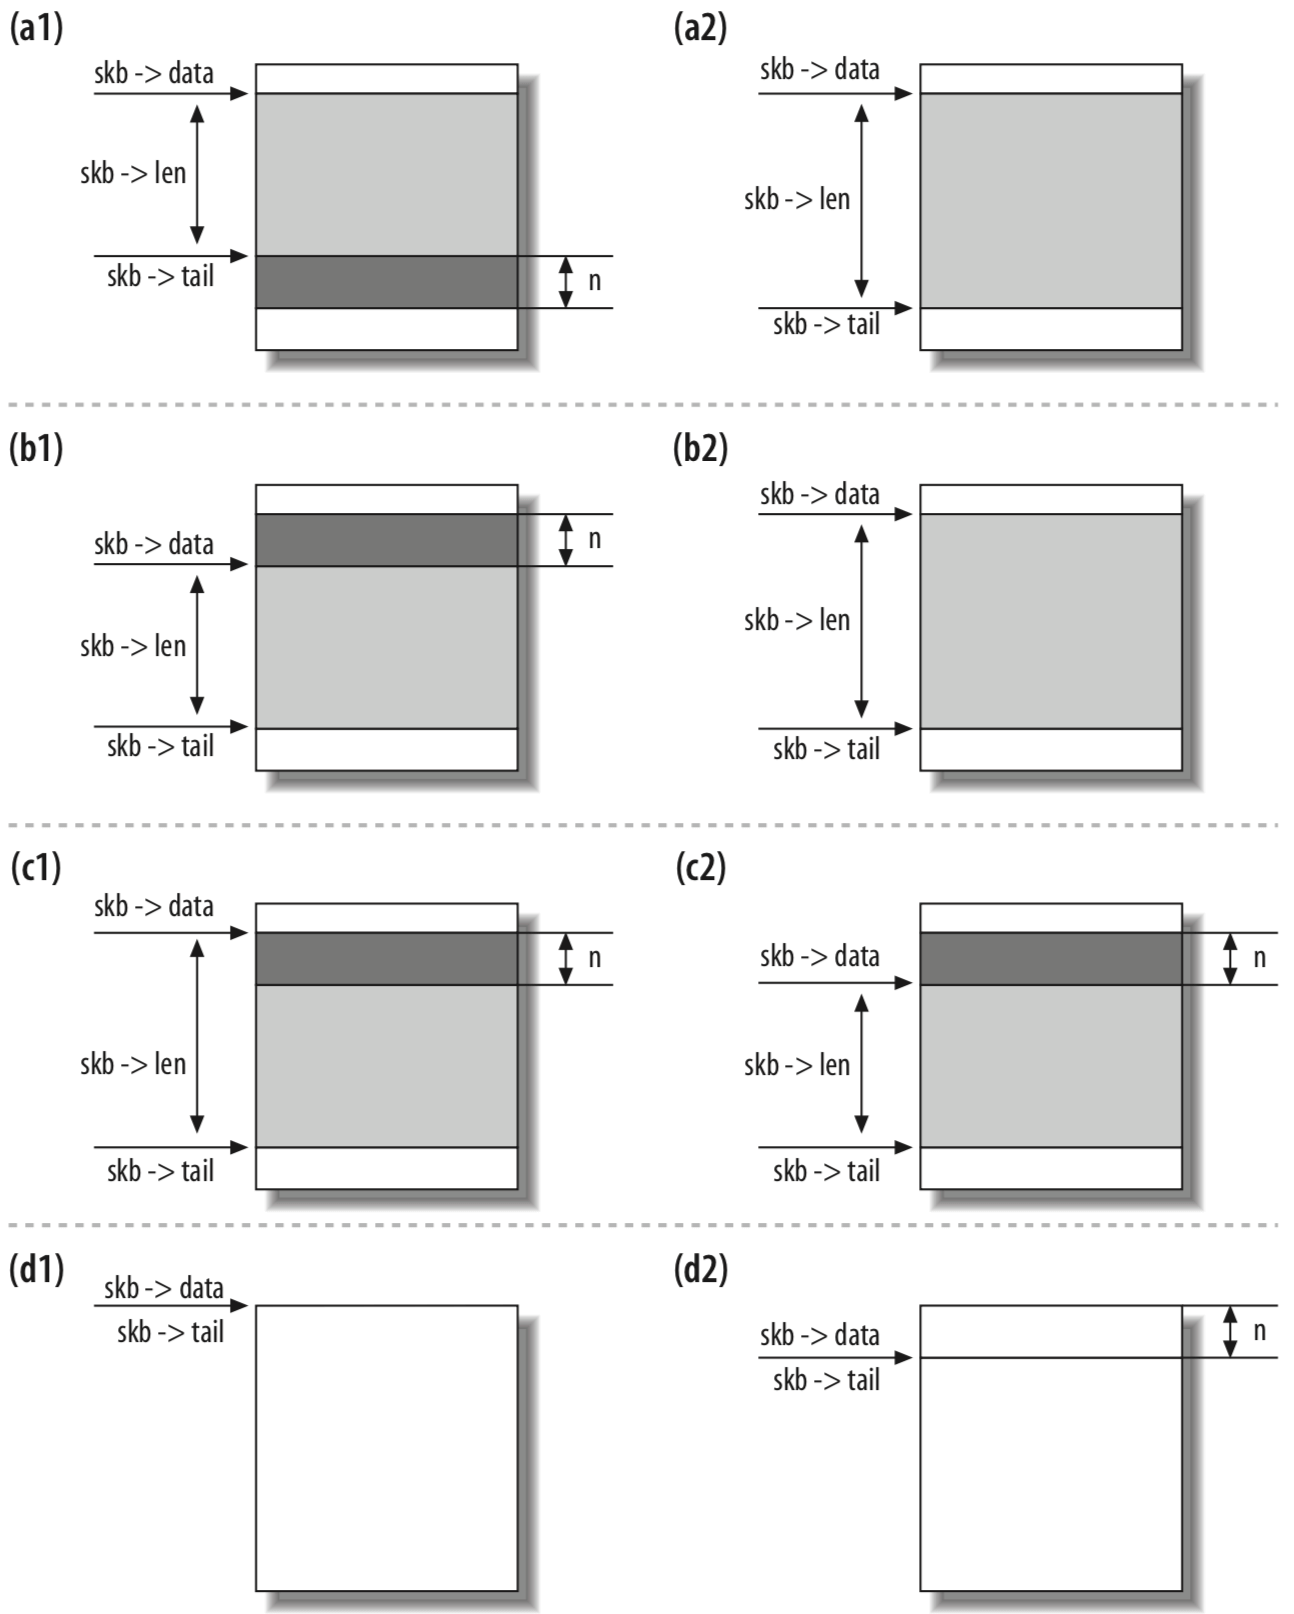 (a1)
skb -> data
skb -> len
skb -> tail
n
(a2)
skb -> data
skb -> len
skb -> tail
(b1)
n
skb -> data
skb -> len
skb -> tail
(b2)
skb -> data
skb -> len
skb -> tail
(c1)
skb -> data
n
skb -> len
skb -> tail
(c2)
skb -> data
n
skb -> len
skb -> tail
(d1)
skb -> data
skb -> tail
(d2)
n
skb -> data
skb -> tail